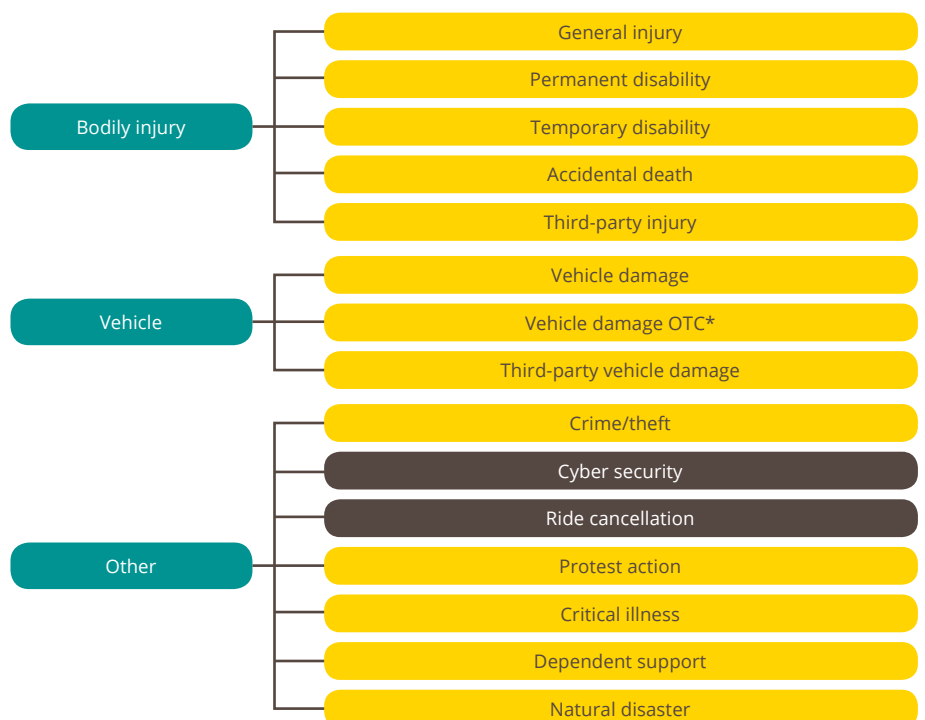 Bodily injury
General injury
Permanent disability
Temporary disability
Accidental death
Third-party injury
Vehicle
Vehicle damage
Vehicle damage OTC*
Third-party vehicle damage
Other
Crime/theft
Cyber security
Ride cancellation
Protest action
Critical illness
Dependent support
Natural disaster